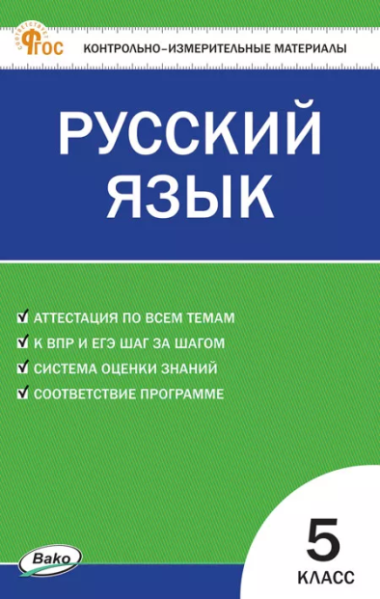 СООТВЕТСТВУЕТ
ФГОС
КОНТРОЛЬНО-ИЗМЕРИТЕЛЬНЫЕ МАТЕРИАЛЫ
РУССКИЙ
ЯЗЫК
АТТЕСТАЦИЯ ПО ВСЕМ ТЕМАМ
К ВПР И ЕГЭ ШАГ ЗА ШАГОМ
СИСТЕМА ОЦЕНКИ ЗНАНИЙ
СООТВЕТСТВИЕ ПРОГРАММЕ
Вако
5
КЛАСС